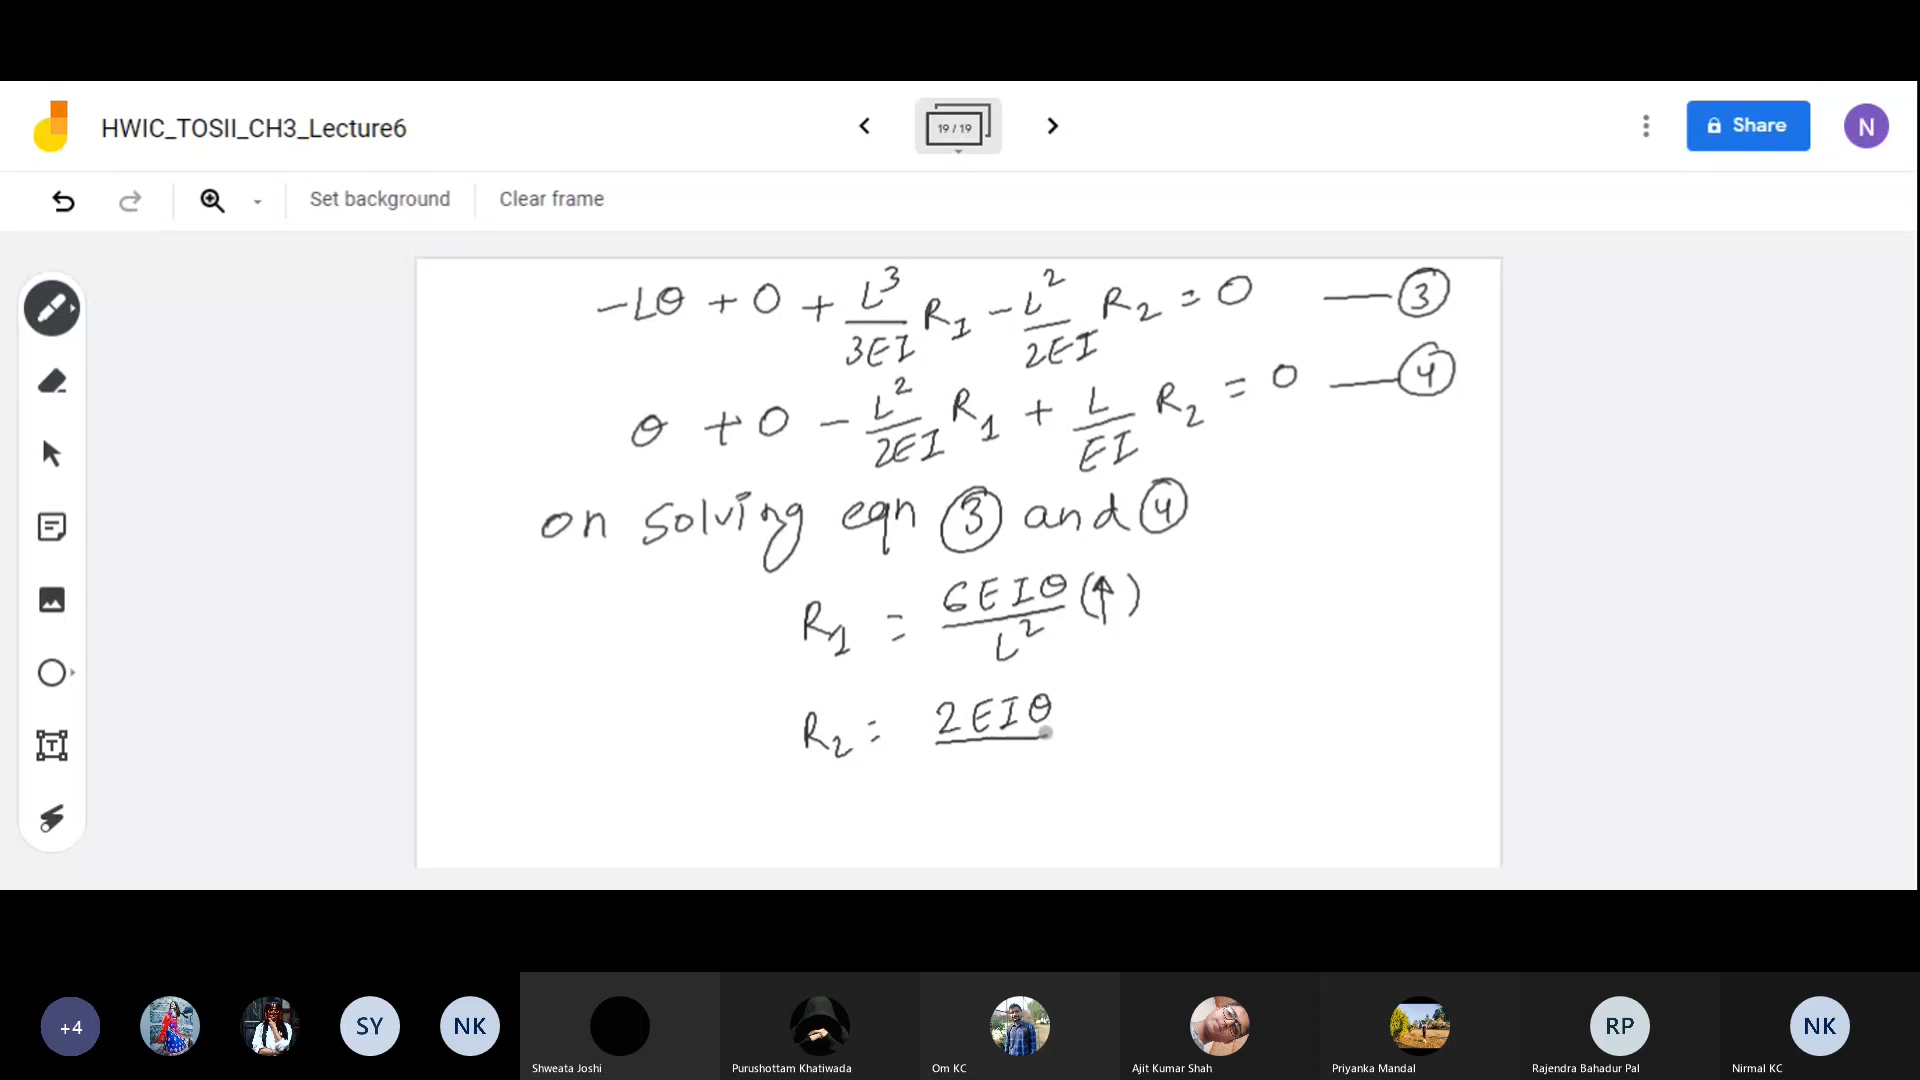 HWIC_TOSII_CH3_Lecture6
19 / 19
Share
N
Set background
Clear frame
-Lθ + 0 + L³/3EI R₁ - L²/2EI R₂ = 0 — ③
θ + 0 - L²/2EI R₁ + L/EI R₂ = 0 — ④
on solving eqn ③ and ④
R₁ = 6EIθ/L² (↑)
R₂ = 2EIθ
+4
SY
NK
RP
NK
Shweata Joshi
Purushottam Khatiwada
Om KC
Ajit Kumar Shah
Priyanka Mandal
Rajendra Bahadur Pal
Nirmal KC